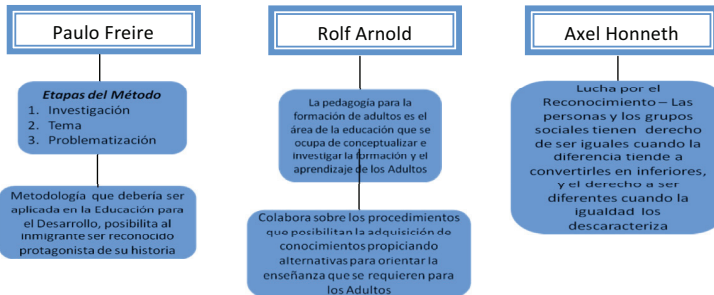 Paulo Freire
Etapas del Método
1. Investigación
2. Tema
3. Problematización
Metodología que debería ser
aplicada en la Educación para
el Desarrollo, posibilita al
inmigrante ser reconocido
protagonista de su historia
Rolf Arnold
La pedagogía para la
formación de adultos es el
área de la educación que se
ocupa de conceptualizar e
investigar la formación y el
aprendizaje de los Adultos
Colabora sobre los procedimientos
que posibilitan la adquisición de
conocimientos propiciando
alternativas para orientar la
enseñanza que se requieren para
los Adultos
Axel Honneth
Lucha por el
Reconocimiento – Las
personas y los grupos
sociales tienen derecho
de ser iguales cuando la
diferencia tiende a
convertirles en inferiores,
y el derecho a ser
diferentes cuando la
igualdad los
descaracteriza